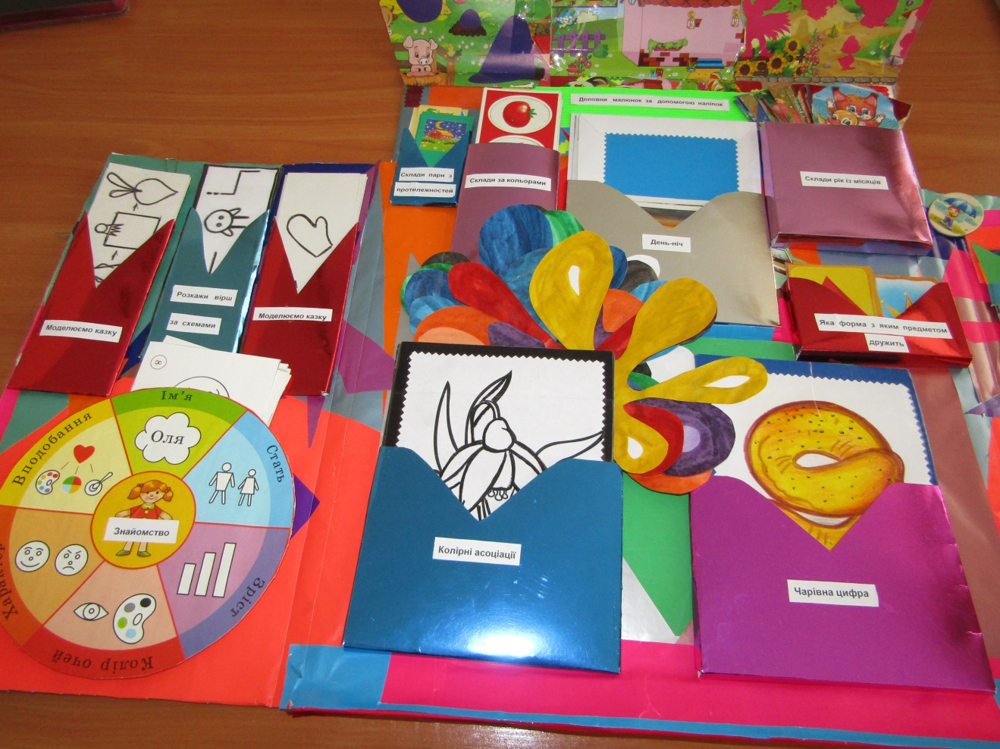 Доповни малюнок за допомогою наліпок
Склади пари з
протилежностей
Склади за кольорами
Склади рік із місяців
День-ніч
Яка форма з яким предметом
дружить
Моделюємо казку
Розкажи вірш
за схемами
Моделюємо казку
Ім'я
Оля
Вподобання
Стать
Знайомство
Характер
Зріст
Колір очей
Колірні асоціації
Чарівна цифра